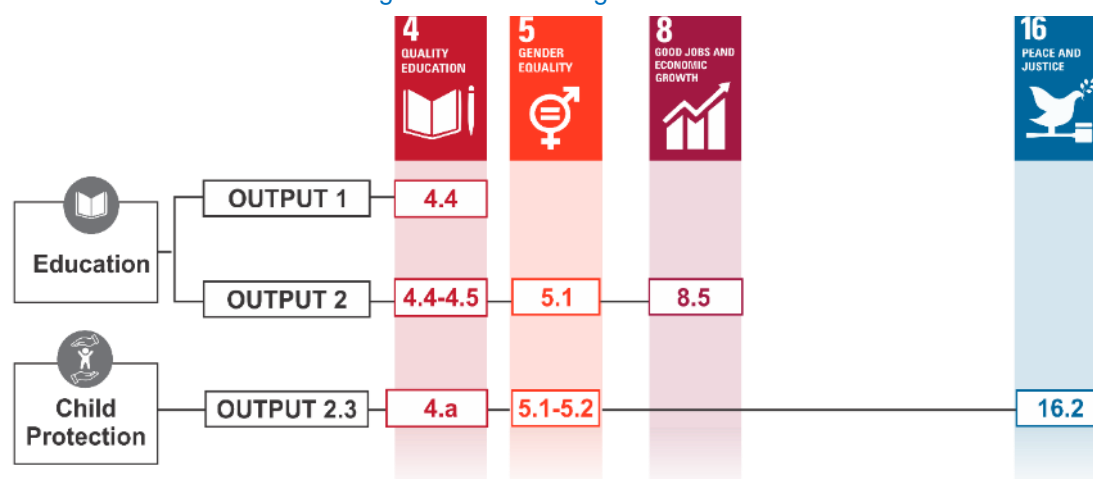 4
QUALITY
EDUCATION
5
GENDER
EQUALITY
8
GOOD JOBS AND
ECONOMIC
GROWTH
16
PEACE AND
JUSTICE
Education
OUTPUT 1
4.4
OUTPUT 2
4.4-4.5
5.1
8.5
Child
Protection
OUTPUT 2.3
4.a
5.1-5.2
16.2